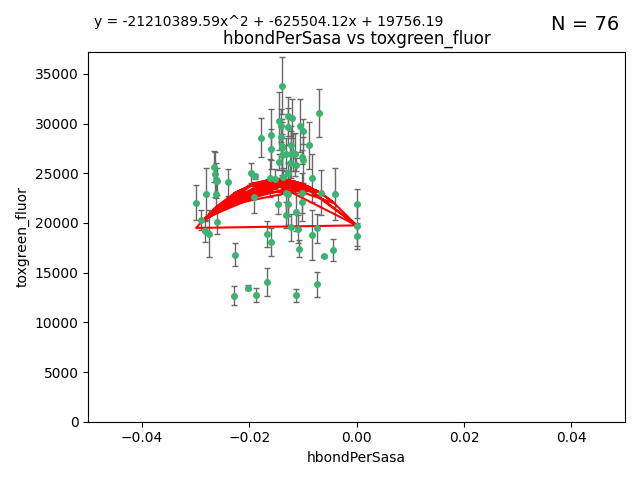 y = -21210389.59x^2 + -625504.12x + 19756.19
N = 76
hbondPerSasa vs toxgreen_fluor
35000
30000
25000
20000
15000
10000
5000
0
toxgreen_fluor
−0.04
−0.02
0.00
0.02
0.04
hbondPerSasa